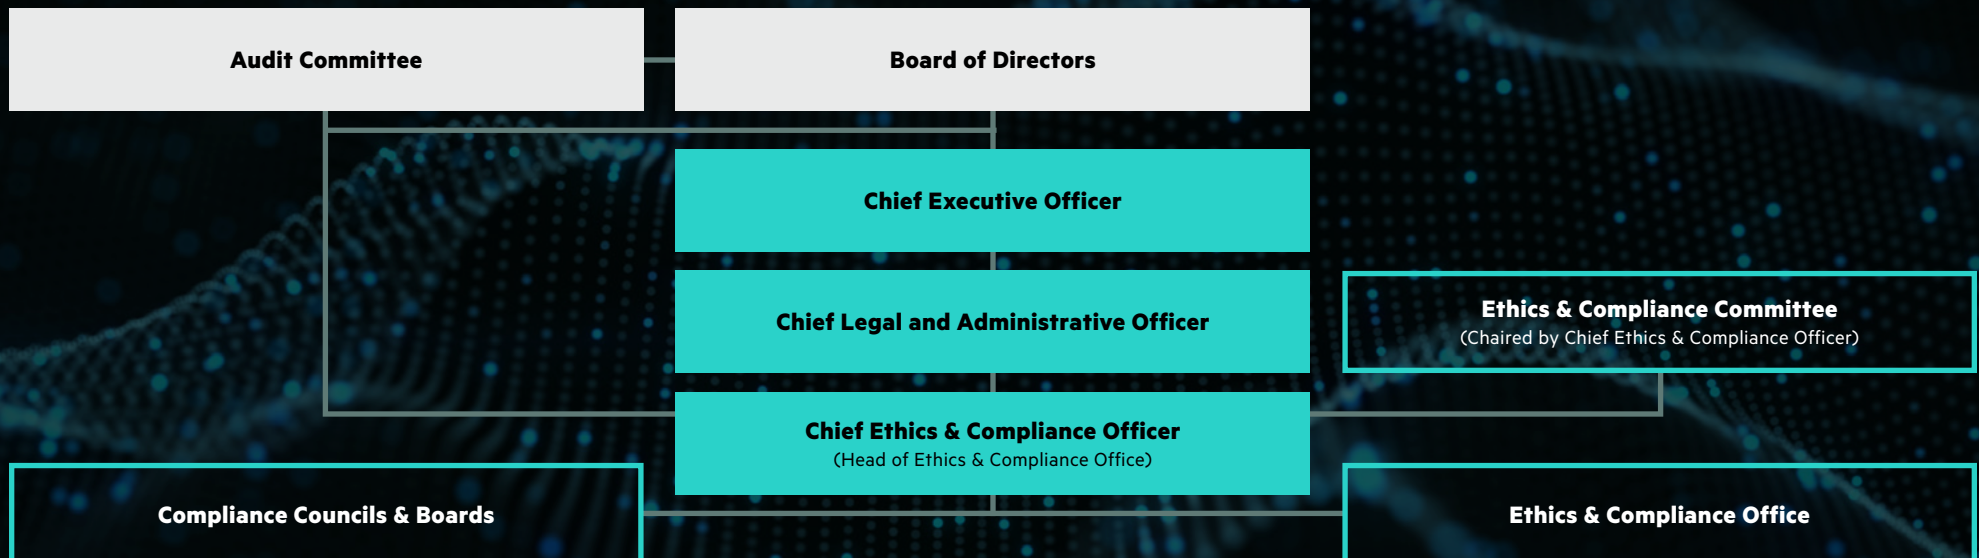 Audit Committee
Board of Directors
Chief Executive Officer
Chief Legal and Administrative Officer
Ethics & Compliance Committee
(Chaired by Chief Ethics & Compliance Officer)
Chief Ethics & Compliance Officer
(Head of Ethics & Compliance Office)
Compliance Councils & Boards
Ethics & Compliance Office